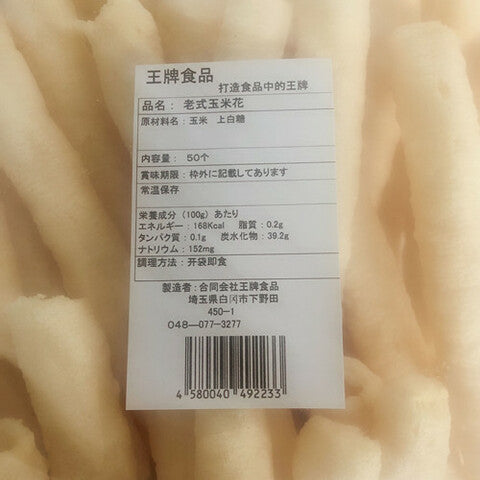 王牌食品
打造食品中的王牌
品名： 老式玉米花
原材料名：玉米 上白糖
内容量： 50个
賞味期限：枠外に記載してあります
常温保存
栄養成分（100g）あたり
エネルギー：168Kcal 脂質：0.2g
タンパク質：0.1g 炭水化物：39.2g
ナトリウム：152mg
調理方法：开袋即食
製造者：合同会社王牌食品
埼玉県白冈市下野田
450-1
048-077-3277
4 580040 492233